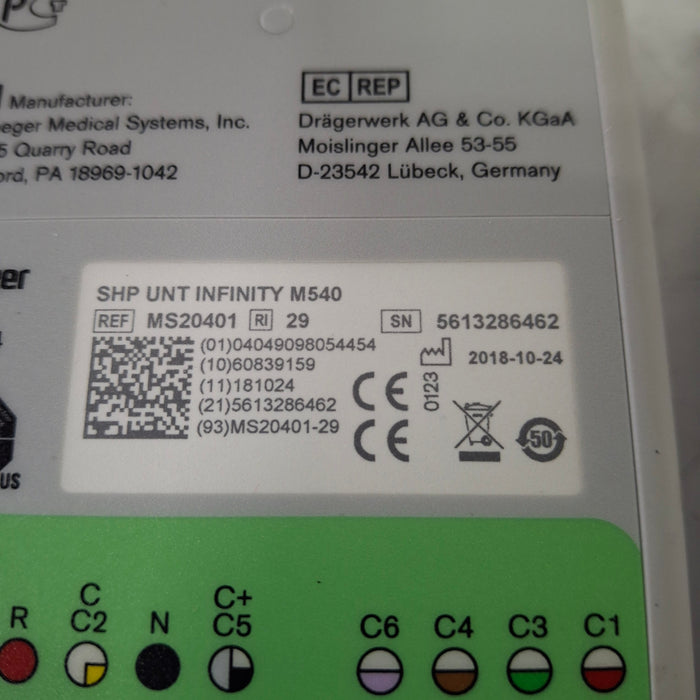 Manufacturer:
eger Medical Systems, Inc.
5 Quarry Road
ord, PA 18969-1042
EC REP
Drägerwerk AG & Co. KGaA
Moislinger Allee 53-55
D-23542 Lübeck, Germany
er
SHP UNT INFINITY M540
REF MS20401 RI 29 SN 5613286462
(01)04049098054454
(10)60839159
(11)181024
(21)5613286462
(93)MS20401-29
2018-10-24
CE 0123
CE
50
US
R
C
C2
N
C+
C5
C6
C4
C3
C1